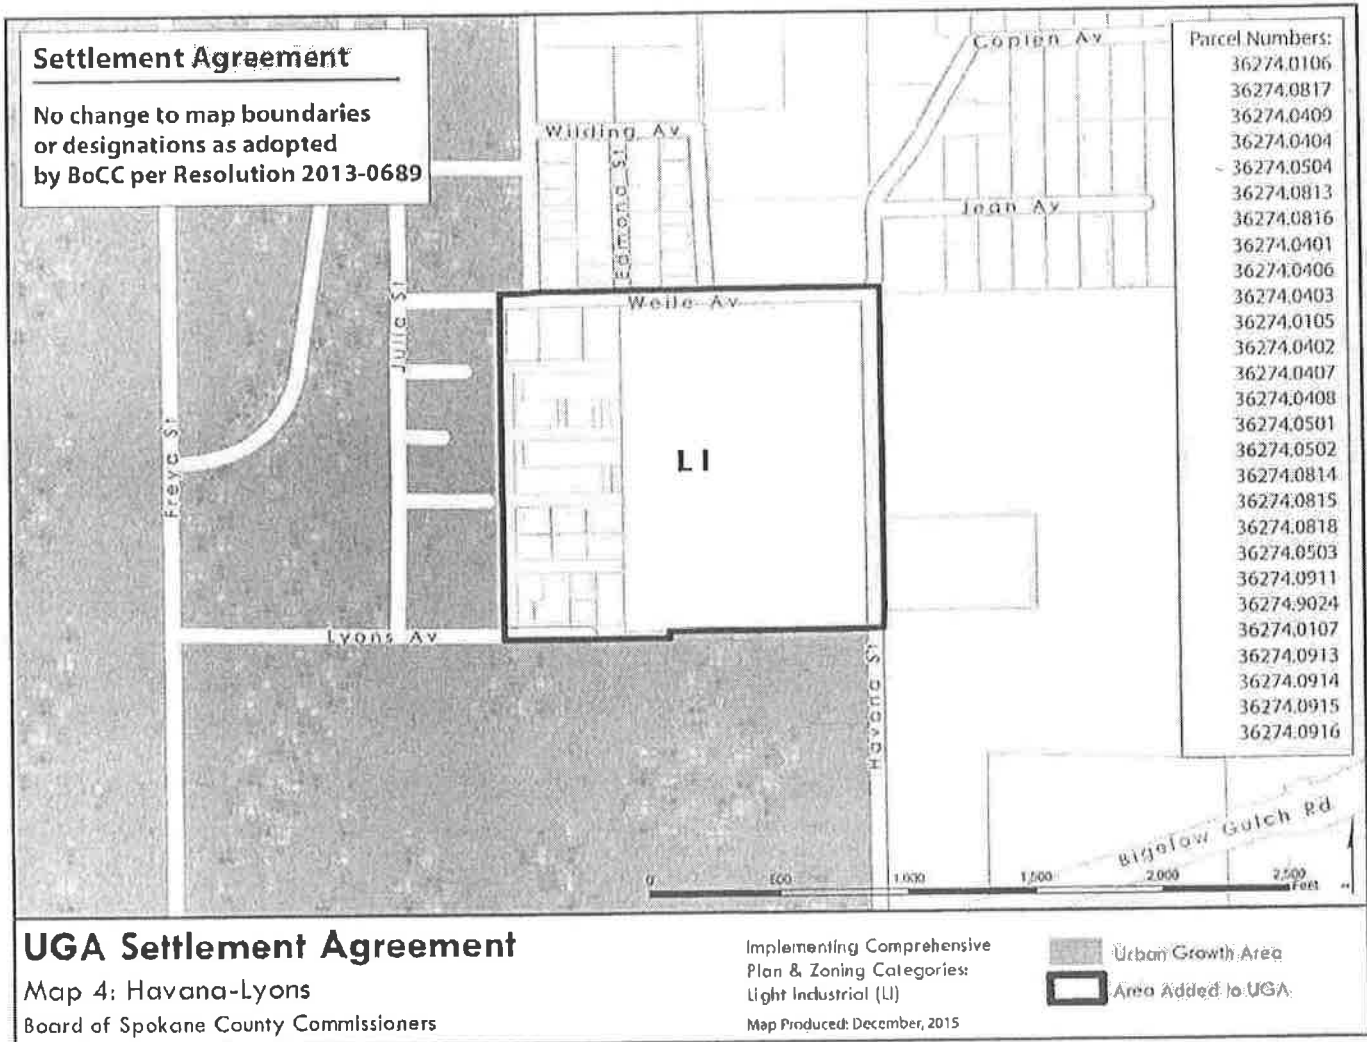 Settlement Agreement
No change to map boundaries
or designations as adopted
by BoCC per Resolution 2013-0689
Parcel Numbers:
36274.0106
36274.0817
36274.0409
36274.0404
36274.0504
36274.0813
36274.0816
36274.0401
36274.0406
36274.0403
36274.0105
36274.0402
36274.0407
36274.0408
36274.0501
36274.0502
36274.0814
36274.0815
36274.0818
36274.0503
36274.0911
36274.9024
36274.0107
36274.0913
36274.0914
36274.0915
36274.0916
Coplen Av
Wilding Av
Edmond St
Jean Av
Weile Av
Julia St
Freya St
LI
Lyons Av
Havana St
Bigelow Gulch Rd
0 500 1,000 1,500 2,000 2,500
Feet
UGA Settlement Agreement
Map 4: Havana-Lyons
Board of Spokane County Commissioners
Implementing Comprehensive
Plan & Zoning Categories:
Light Industrial (LI)
Map Produced: December, 2015
Urban Growth Area
Area Added to UGA